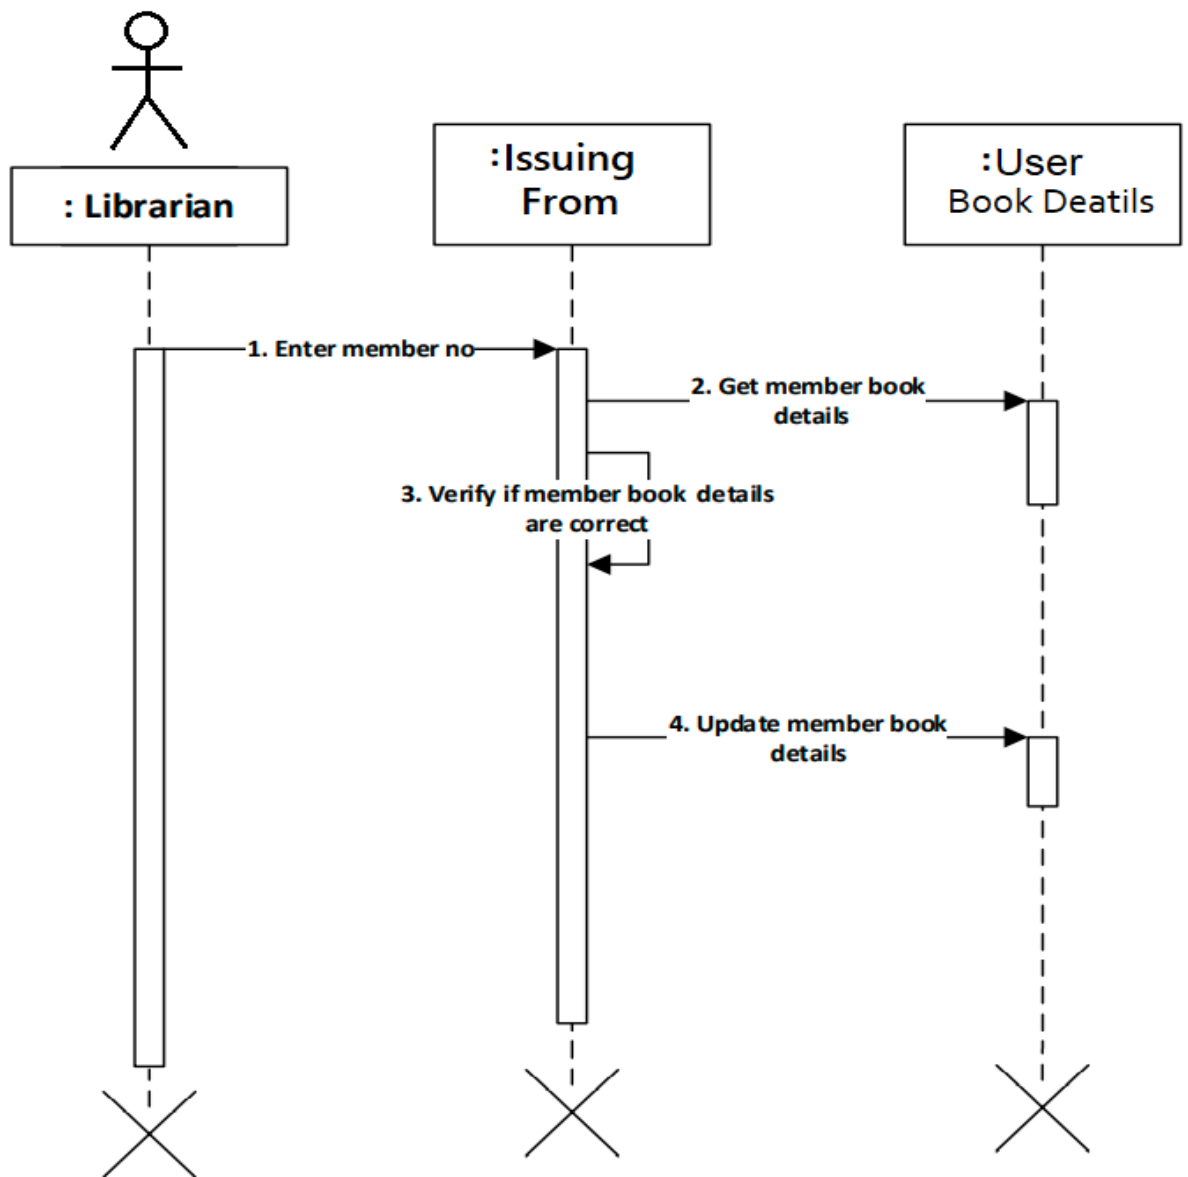 : Librarian
:Issuing
From
:User
Book Deatils
1. Enter member no
2. Get member book
details
3. Verify if member book details
are correct
4. Update member book
details